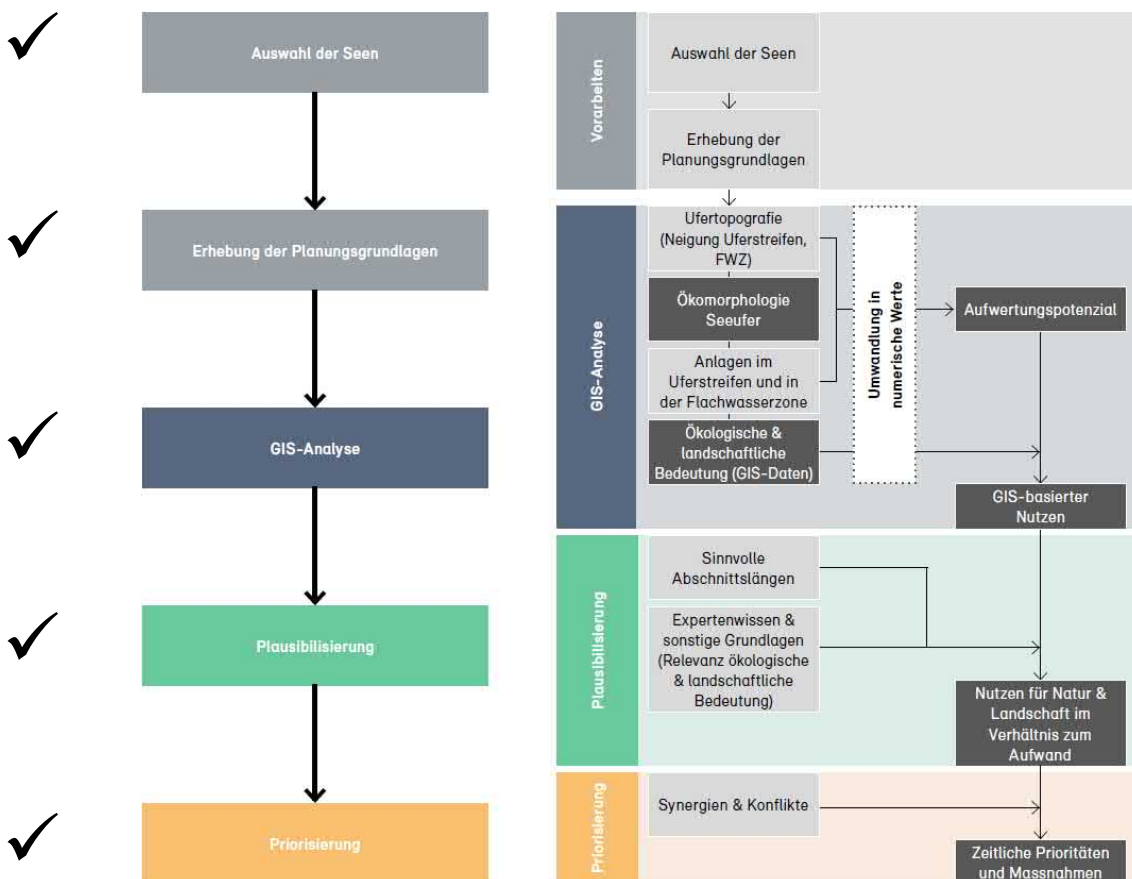 Auswahl der Seen
Erhebung der Planungsgrundlagen
GIS-Analyse
Plausibilisierung
Priorisierung
Vorarbeiten
Auswahl der Seen
Erhebung der
Planungsgrundlagen
GIS-Analyse
Ufertopografie
(Neigung Uferstreifen,
FWZ)
Ökomorphologie
Seeufer
Anlagen im
Uferstreifen und in
der Flachwasserzone
Ökologische &
landschaftliche
Bedeutung (GIS-Daten)
Umwandlung in
numerische Werte
Aufwertungspotenzial
GIS-basierter
Nutzen
Plausibilisierung
Sinnvolle
Abschnittslängen
Expertenwissen &
sonstige Grundlagen
(Relevanz ökologische
& landschaftliche
Bedeutung)
Nutzen für Natur &
Landschaft im
Verhältnis zum
Aufwand
Priorisierung
Synergien & Konflikte
Zeitliche Prioritäten
und Massnahmen